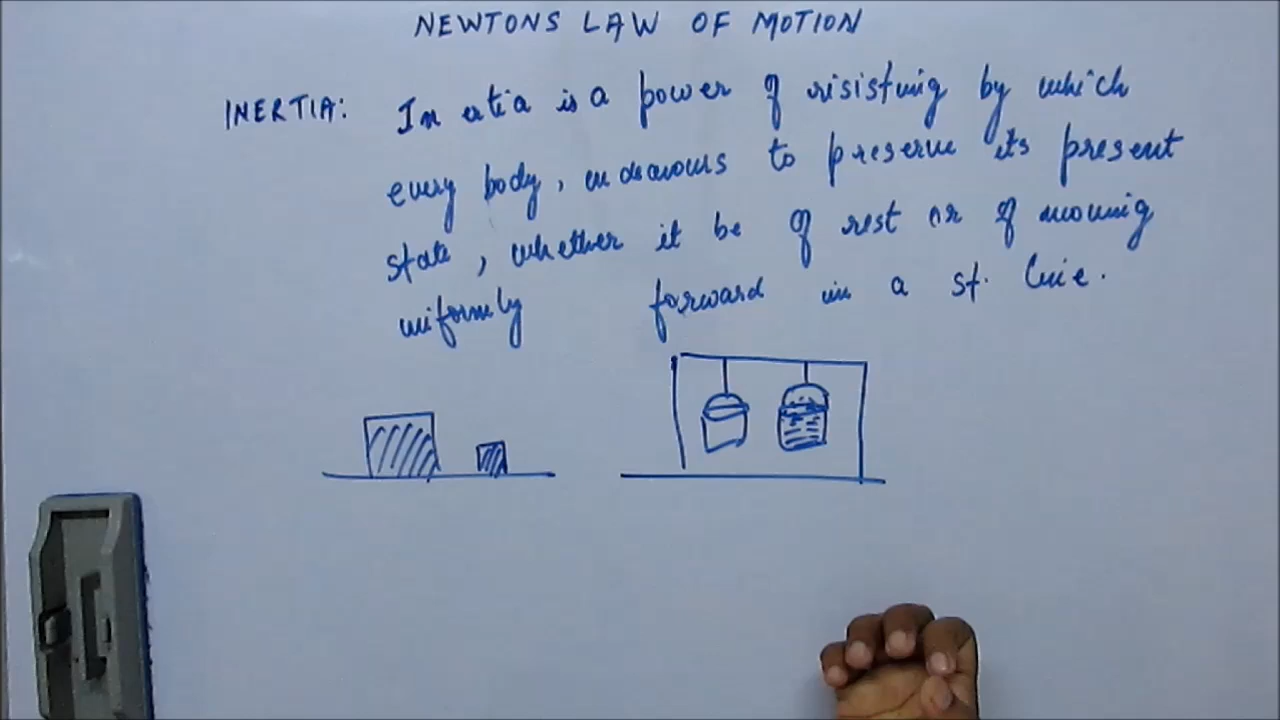 NEWTONS LAW OF MOTION
INERTIA: Inertia is a power of risisting by which
every body, endeavours to preserve its present
state, whether it be of rest or of moving
uniformly forward in a st. line.